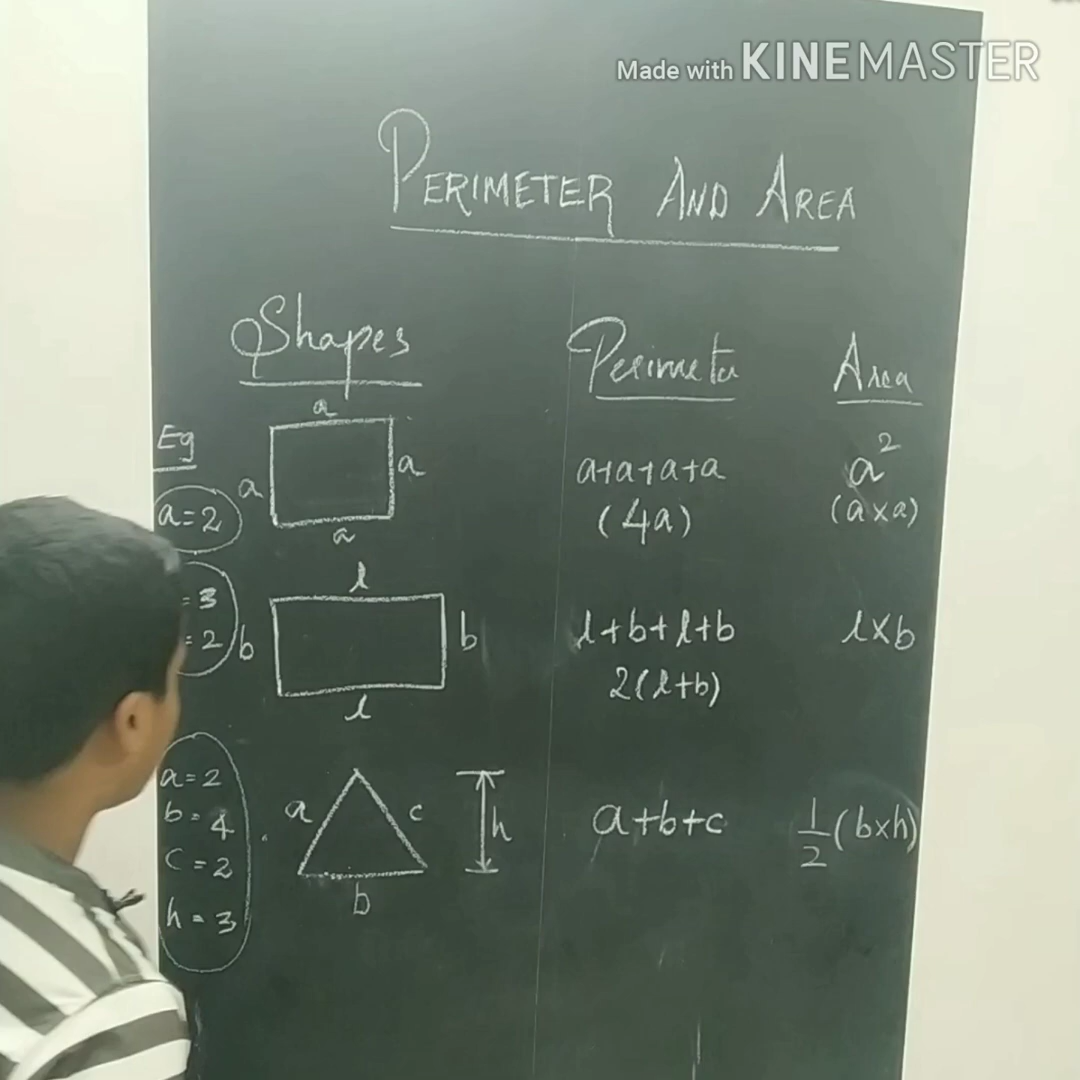 Made with KINEMASTER
PERIMETER AND AREA
Shapes Perimeter Area
Eg
a
a
a
a
a=2
a+a+a+a
(4a)
a²
(a×a)
l
b
b
l
=3
=2
l+b+l+b
2(l+b)
l×b
a=2
b=4
c=2
h=3
a
c
b
h
a+b+c
1/2 (b×h)